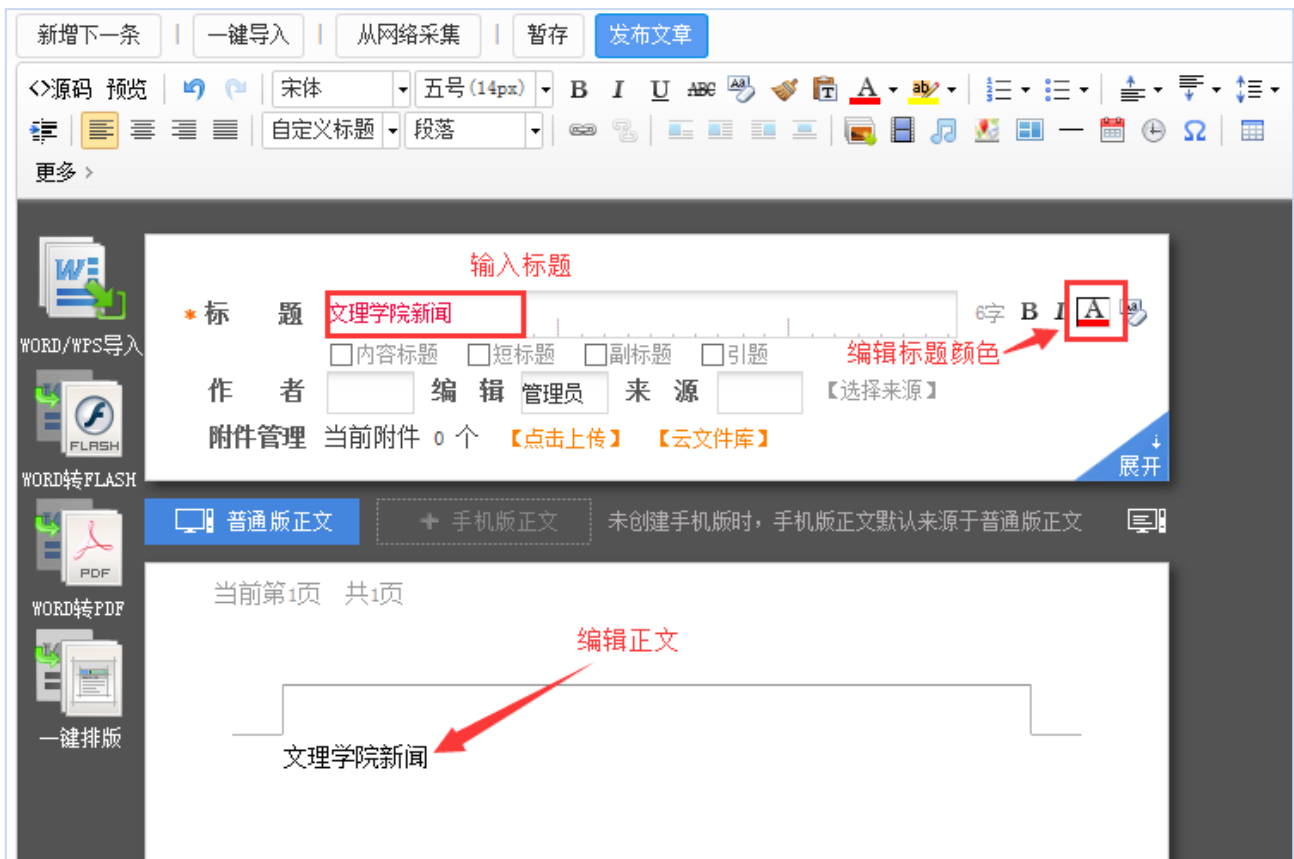 新增下一条 一键导入 从网络采集 暂存 发布文章
<>源码 预览 宋体 五号(14px) B I U ABC A ab
自定义标题 段落 Ω
更多 >
输入标题
* 标 题 文理学院新闻 6字 B I A
□内容标题 □短标题 □副标题 □引题 编辑标题颜色
作 者 编 辑 管理员 来 源 【选择来源】
附件管理 当前附件 0 个 【点击上传】 【云文件库】
展开
WORD/WPS导入
FLASH
WORD转FLASH
PDF
WORD转PDF
一键排版
普通版正文 + 手机版正文 未创建手机版时，手机版正文默认来源于普通版正文
当前第1页 共1页
编辑正文
文理学院新闻